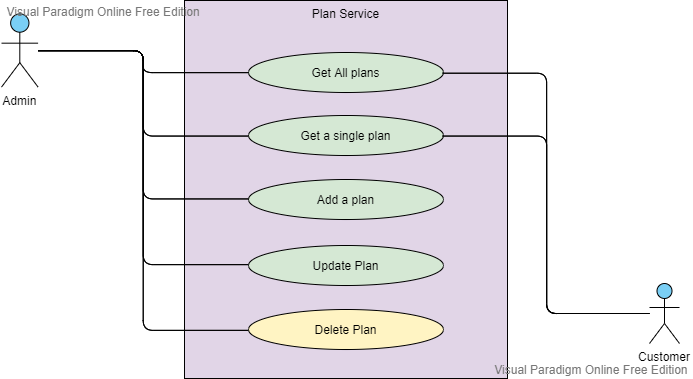 Visual Paradigm Online Free Edition
Plan Service
Admin
Get All plans
Get a single plan
Add a plan
Update Plan
Delete Plan
Customer
Visual Paradigm Online Free Edition